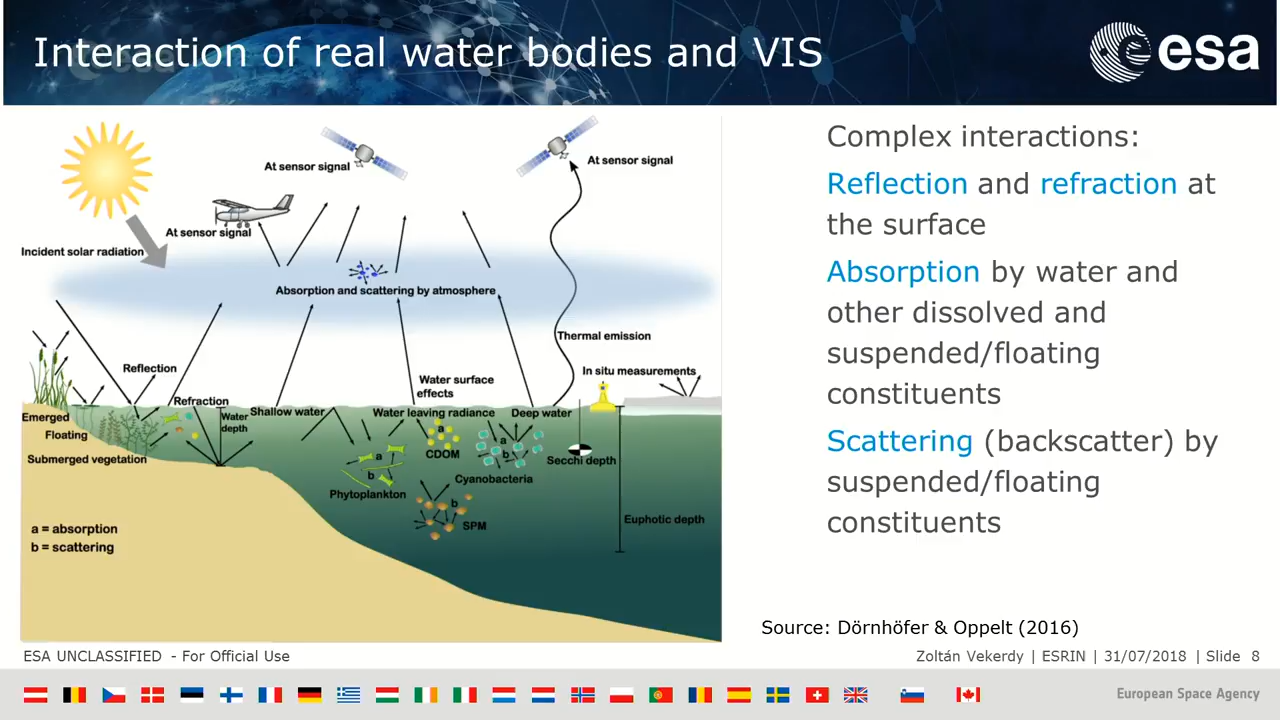 Interaction of real water bodies and VIS
esa
At sensor signal
At sensor signal
At sensor signal
Incident solar radiation
Absorption and scattering by atmosphere
Thermal emission
Reflection
In situ measurements
Water surface
effects
Refraction
Water
depth
Shallow water
Water leaving radiance
Deep water
Emerged
Floating
Submerged vegetation
a
CDOM
a
b
Phytoplankton
a
b
Cyanobacteria
b
SPM
Secchi depth
Euphotic depth
a = absorption
b = scattering
Complex interactions:
Reflection and refraction at
the surface
Absorption by water and
other dissolved and
suspended/floating
constituents
Scattering (backscatter) by
suspended/floating
constituents
Source: Dörnhöfer & Oppelt (2016)
ESA UNCLASSIFIED - For Official Use
Zoltán Vekerdy | ESRIN | 31/07/2018 | Slide 8
European Space Agency